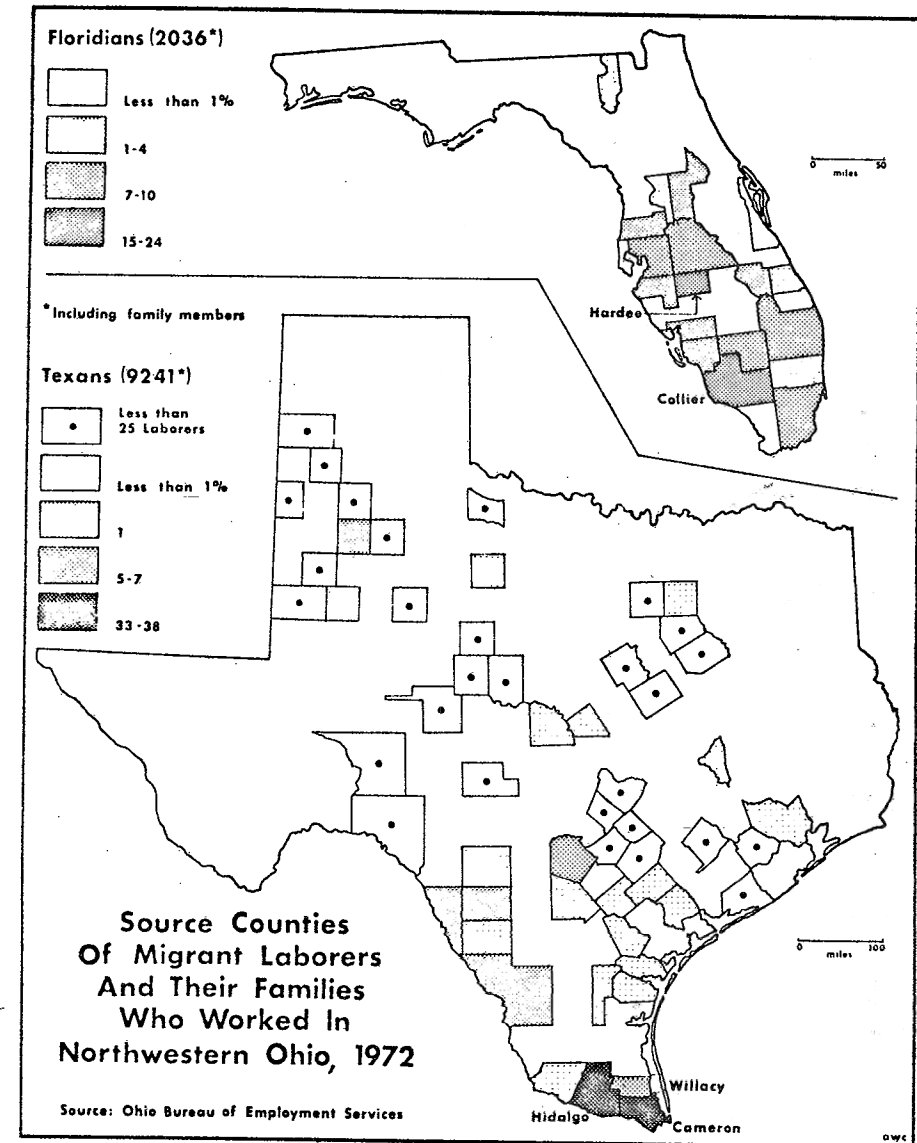 Floridians (2036*)
Less than 1%
1-4
7-10
15-24
0 50
miles
Hardee
Collier
*Including family members
Texans (9241*)
Less than
25 Laborers
Less than 1%
1
5-7
33-38
0 100
miles
Source Counties
Of Migrant Laborers
And Their Families
Who Worked In
Northwestern Ohio, 1972
Source: Ohio Bureau of Employment Services
Willacy
Hidalgo
Cameron
awc